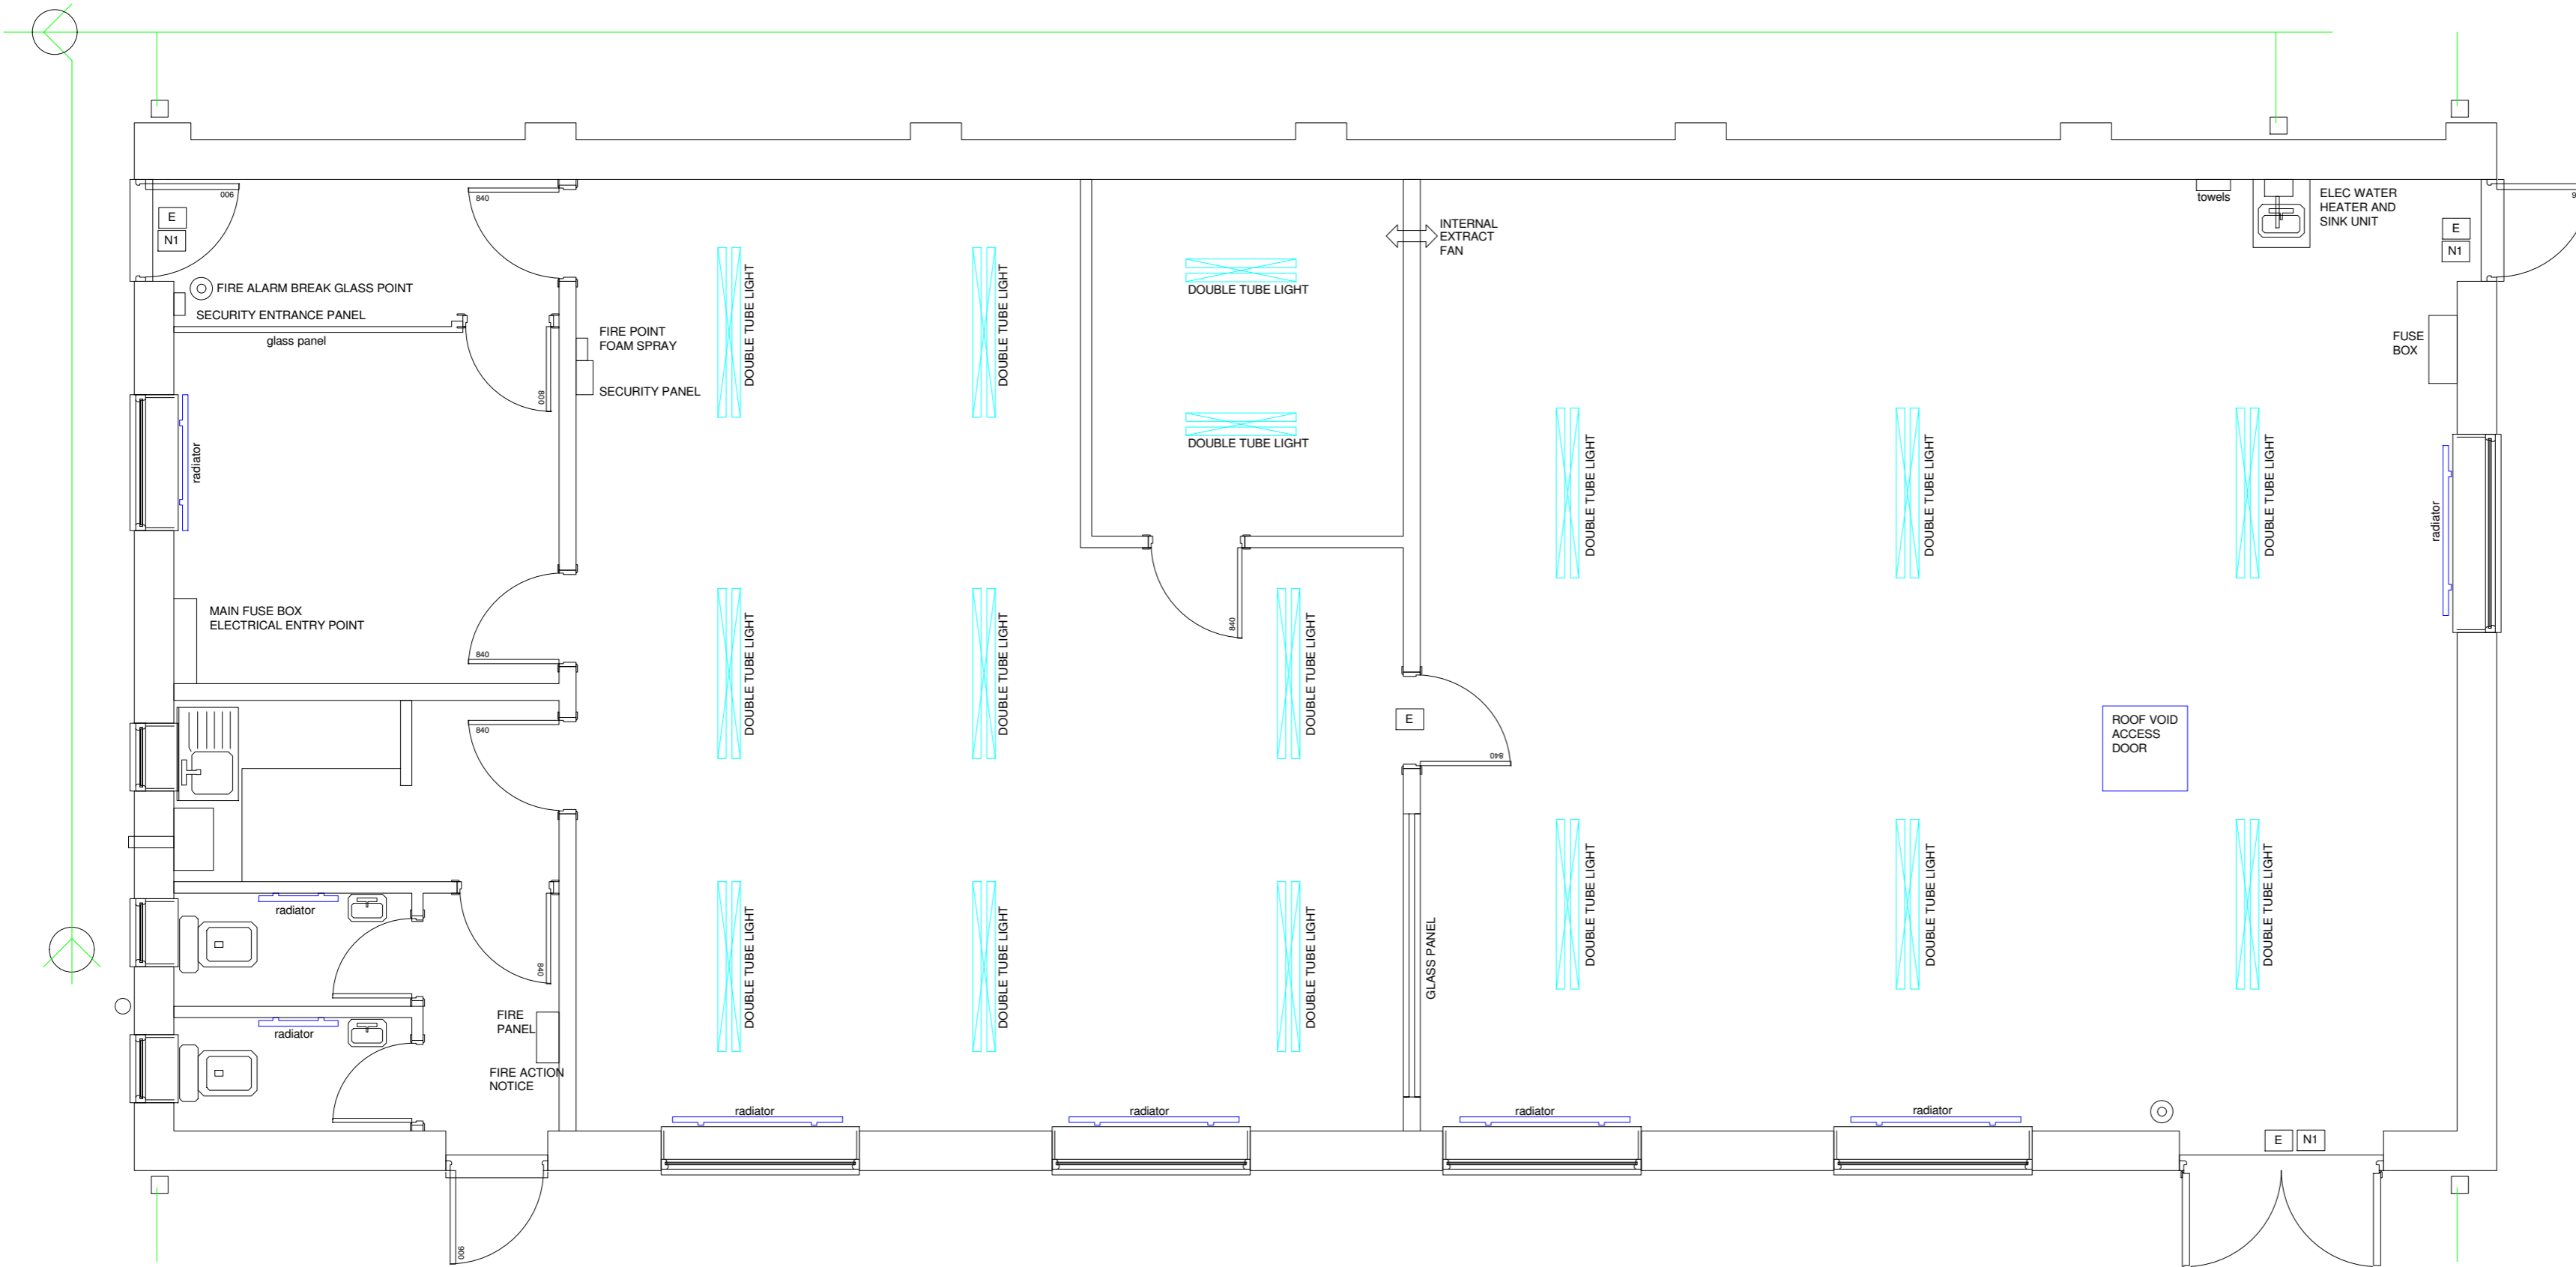 900
840
towels
ELEC WATER
HEATER AND
SINK UNIT
E
N1
INTERNAL
EXTRACT
FAN
E
N1
FIRE ALARM BREAK GLASS POINT
DOUBLE TUBE LIGHT
DOUBLE TUBE LIGHT
DOUBLE TUBE LIGHT
SECURITY ENTRANCE PANEL
glass panel
FIRE POINT
FOAM SPRAY
FUSE
BOX
SECURITY PANEL
800
DOUBLE TUBE LIGHT
radiator
DOUBLE TUBE LIGHT
DOUBLE TUBE LIGHT
DOUBLE TUBE LIGHT
radiator
MAIN FUSE BOX
ELECTRICAL ENTRY POINT
840
840
DOUBLE TUBE LIGHT
DOUBLE TUBE LIGHT
DOUBLE TUBE LIGHT
E
840
840
ROOF VOID
ACCESS
DOOR
radiator
DOUBLE TUBE LIGHT
DOUBLE TUBE LIGHT
DOUBLE TUBE LIGHT
GLASS PANEL
DOUBLE TUBE LIGHT
DOUBLE TUBE LIGHT
DOUBLE TUBE LIGHT
840
FIRE
PANEL
radiator
FIRE ACTION
NOTICE
radiator
radiator
radiator
radiator
E
N1
900